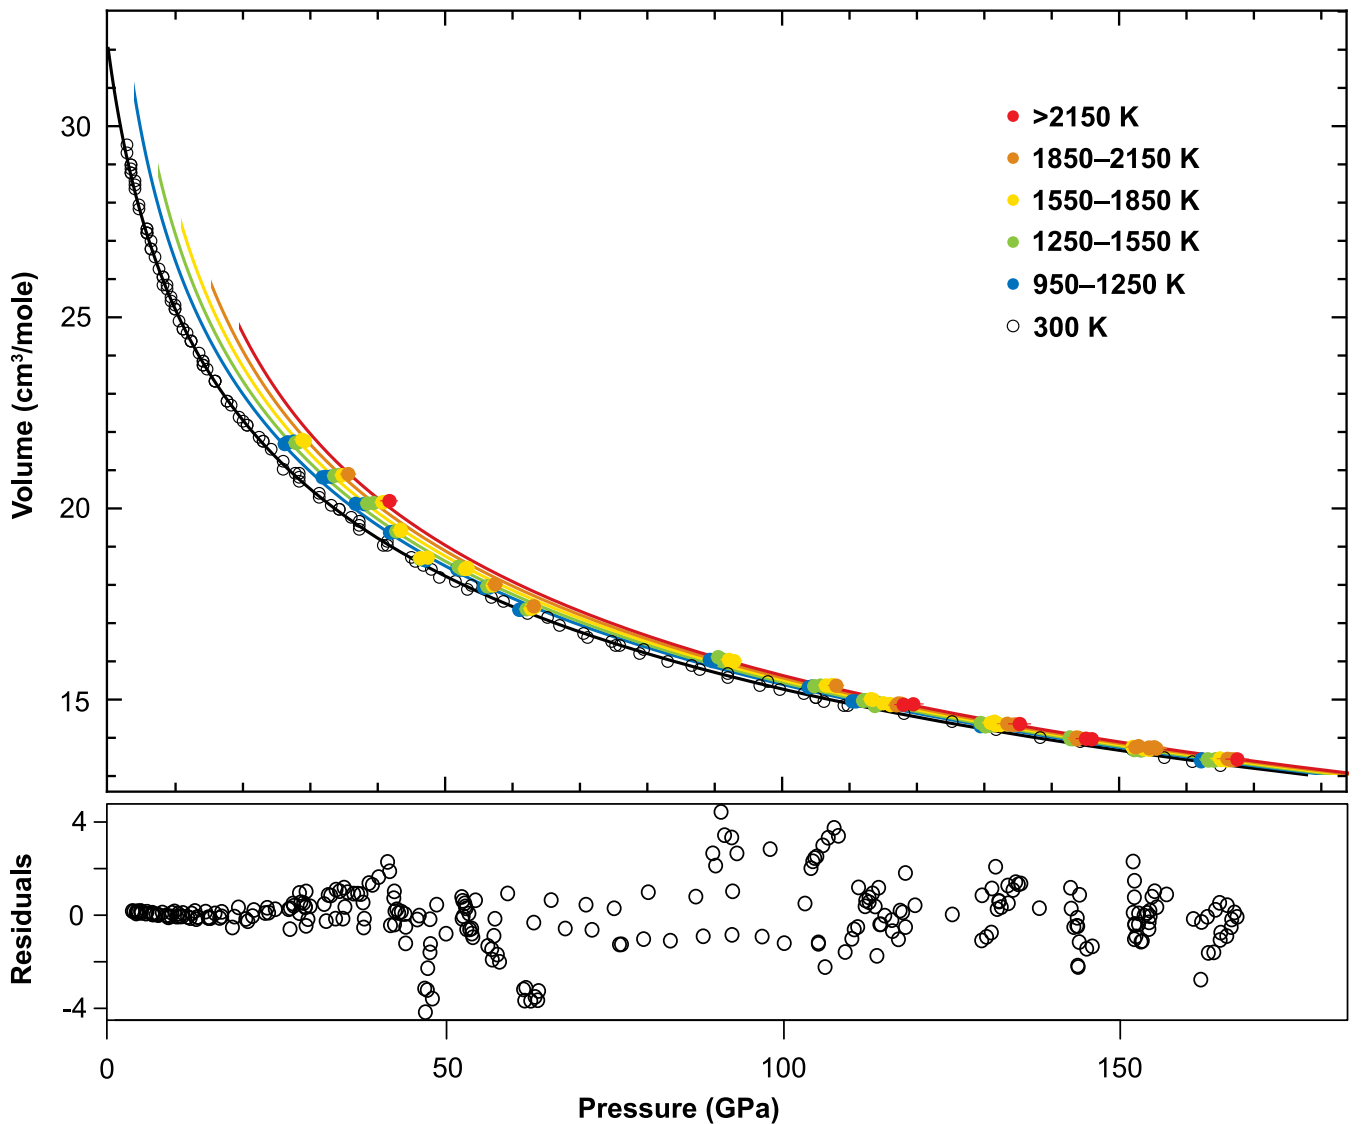 30
25
20
15
Volume (cm³/mole)
>2150 K
1850–2150 K
1550–1850 K
1250–1550 K
950–1250 K
300 K
4
0
-4
Residuals
0
50
100
150
Pressure (GPa)